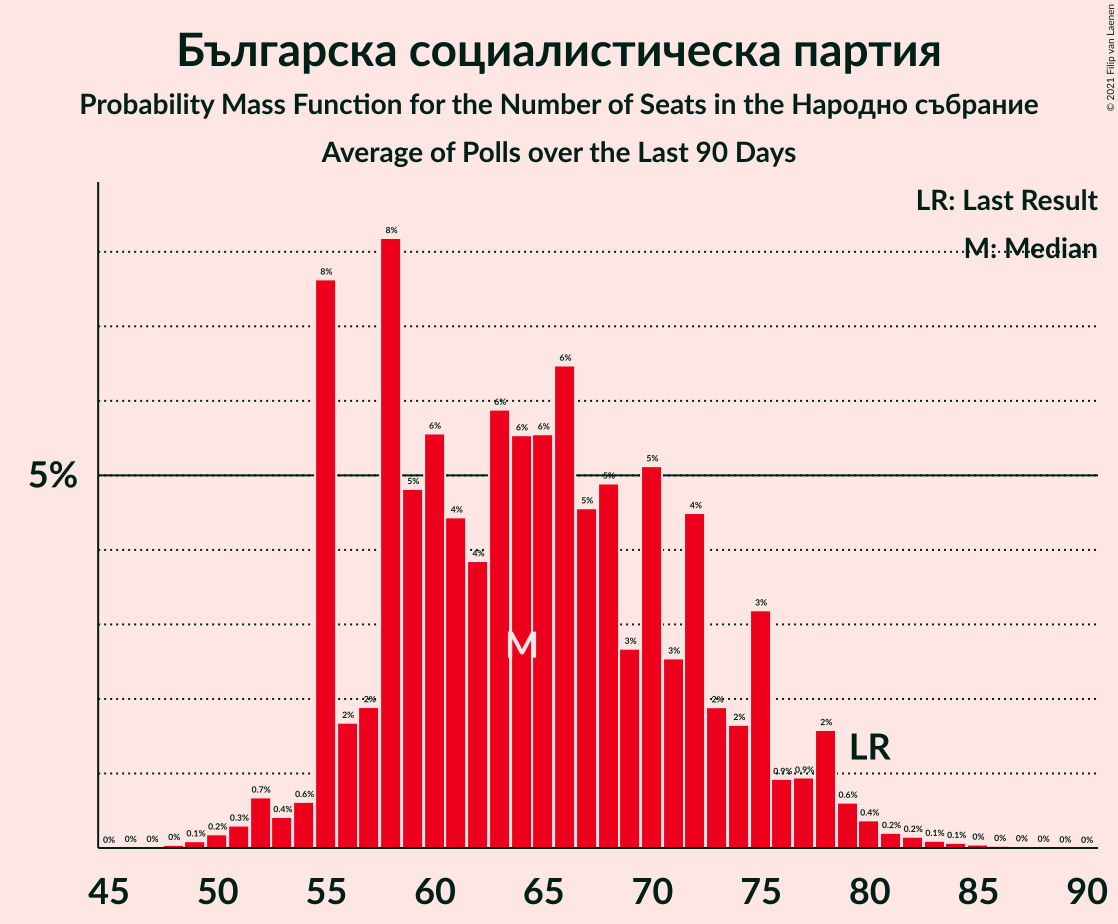 Българска социалистическа партия
Probability Mass Function for the Number of Seats in the Народно събрание
Average of Polls over the Last 90 Days
© 2021 Filip van Laenen
LR: Last Result
M: Median
5%
0% 0% 0% 0% 0.1% 0.2% 0.3% 0.7% 0.4% 0.6% 8% 2% 2% 8% 5% 6% 4% 4% 6% 6% 6% 6% 5% 5% 3% 5% 3% 4% 2% 2% 3% 0.9% 0.9% 2% 0.6% 0.4% 0.2% 0.2% 0.1% 0.1% 0% 0% 0% 0% 0% 0%
M
LR
45 50 55 60 65 70 75 80 85 90